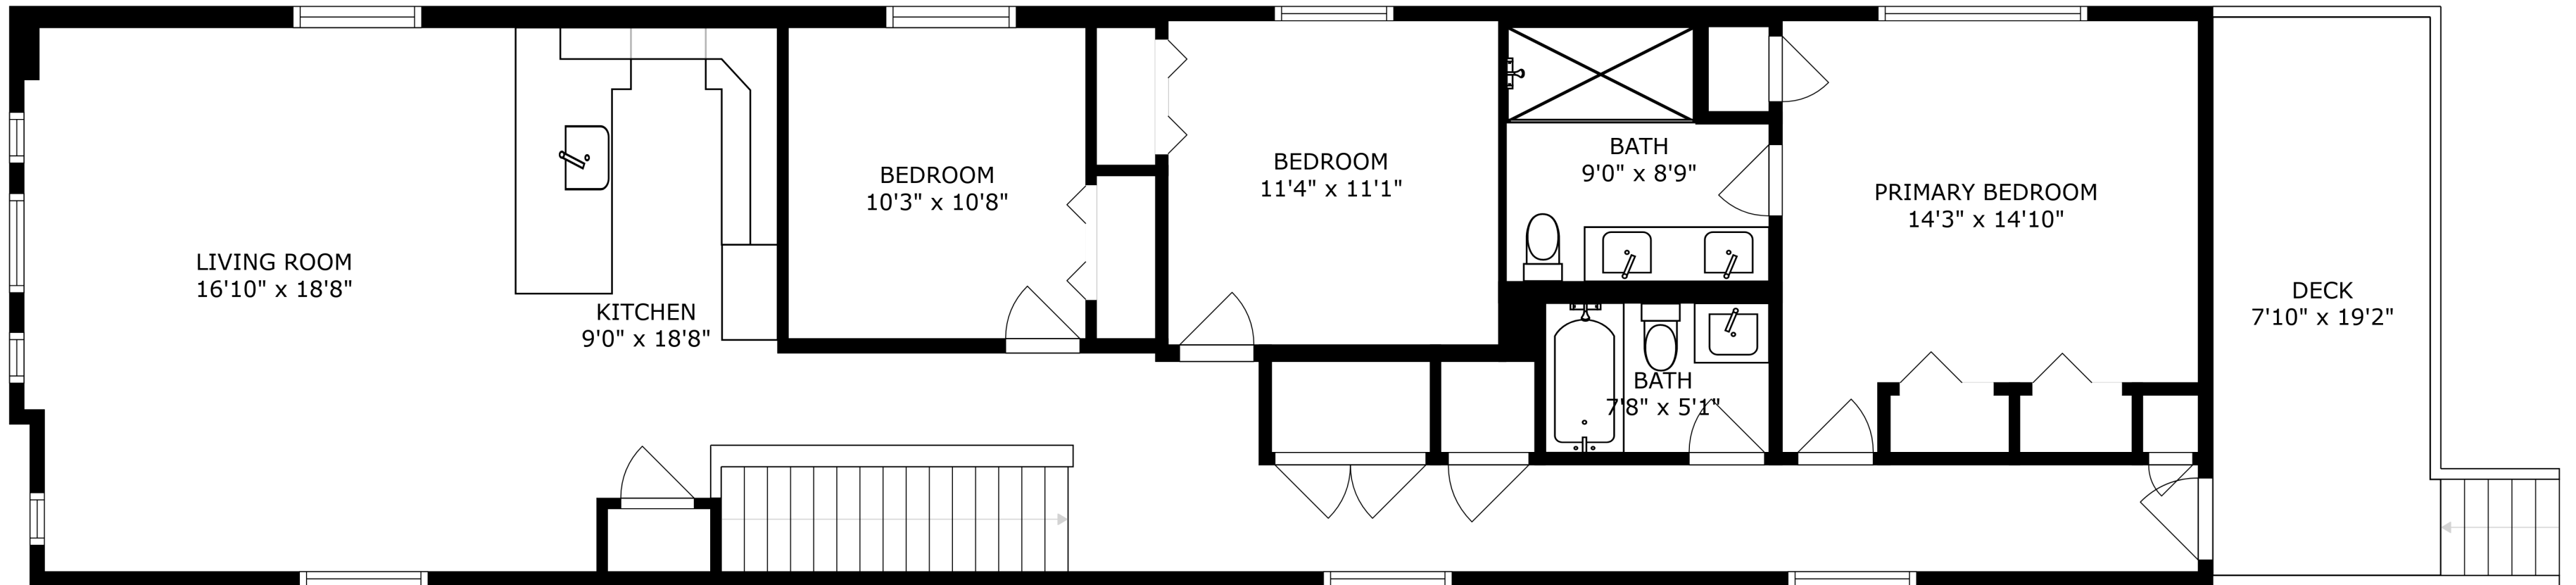 LIVING ROOM
16'10" x 18'8"
KITCHEN
9'0" x 18'8"
BEDROOM
10'3" x 10'8"
BEDROOM
11'4" x 11'1"
BATH
9'0" x 8'9"
BATH
7'8" x 5'1"
PRIMARY BEDROOM
14'3" x 14'10"
DECK
7'10" x 19'2"